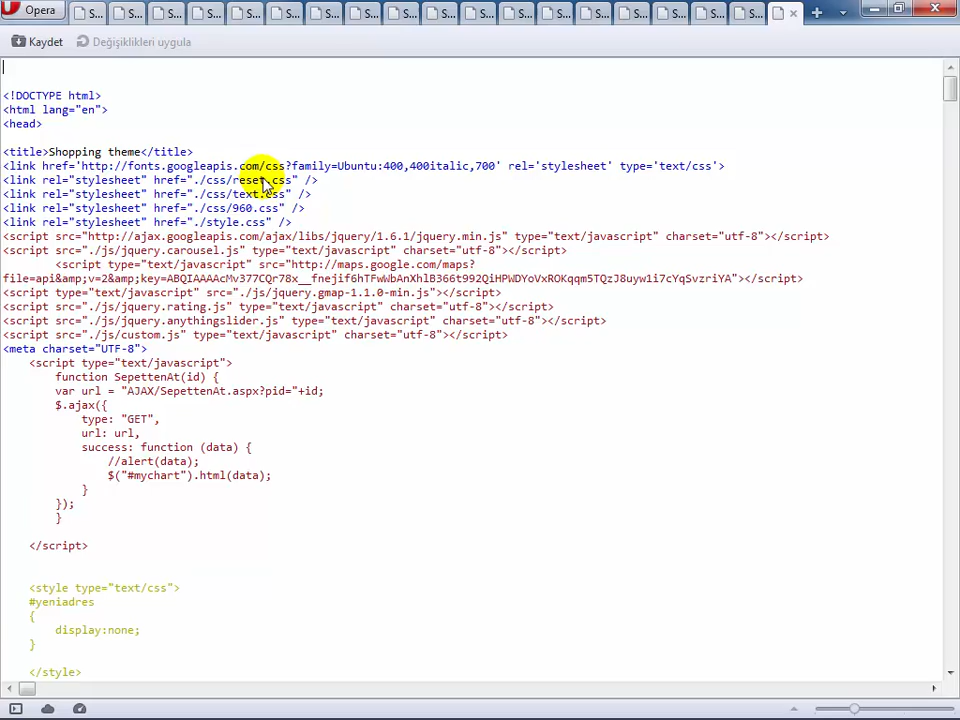 Opera
S... S... S... S... S... S... S... S... S... S... S... S... S... S... S... S... S... S...
Kaydet Değişiklikleri uygula
<!DOCTYPE html>
<html lang="en">
<head>
<title>Shopping theme</title>
<link href='http://fonts.googleapis.com/css?family=Ubuntu:400,400italic,700' rel='stylesheet' type='text/css'>
<link rel="stylesheet" href="./css/reset.css" />
<link rel="stylesheet" href="./css/text.css" />
<link rel="stylesheet" href="./css/960.css" />
<link rel="stylesheet" href="./style.css" />
<script src="http://ajax.googleapis.com/ajax/libs/jquery/1.6.1/jquery.min.js" type="text/javascript" charset="utf-8"></script>
<script src="./js/jquery.carousel.js" type="text/javascript" charset="utf-8"></script>
<script type="text/javascript" src="http://maps.google.com/maps?
file=api&amp;v=2&amp;key=ABQIAAAAcMv377CQr78x__fnejif6hTFwWbAnXhlB366t992QiHPWDYoVxROKqqm5TQzJ8uyw1i7cYqSvzriYA"></script>
<script type="text/javascript" src="./js/jquery.gmap-1.1.0-min.js"></script>
<script src="./js/jquery.rating.js" type="text/javascript" charset="utf-8"></script>
<script src="./js/jquery.anythingslider.js" type="text/javascript" charset="utf-8"></script>
<script src="./js/custom.js" type="text/javascript" charset="utf-8"></script>
<meta charset="UTF-8">
<script type="text/javascript">
function SepettenAt(id) {
var url = "AJAX/SepettenAt.aspx?pid="+id;
$.ajax({
type: "GET",
url: url,
success: function (data) {
//alert(data);
$("#mychart").html(data);
}
});
}
</script>
<style type="text/css">
#yeniadres
{
display:none;
}
</style>